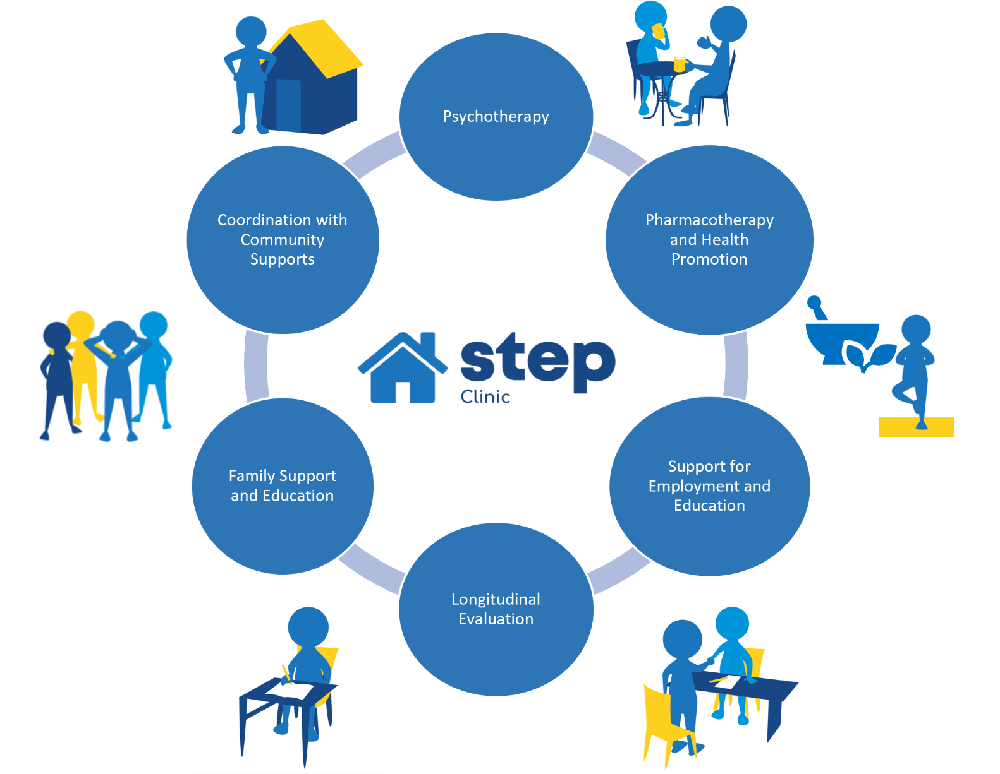 Psychotherapy
Pharmacotherapy
and Health
Promotion
Support for
Employment and
Education
Longitudinal
Evaluation
Family Support
and Education
Coordination with
Community
Supports
step
Clinic